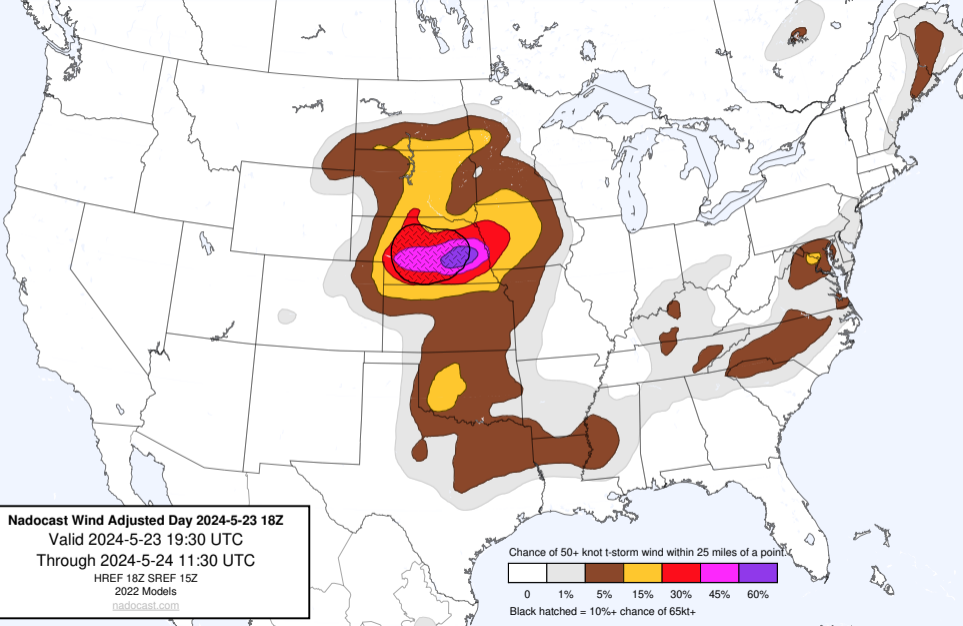 Nadocast Wind Adjusted Day 2024-5-23 18Z
Valid 2024-5-23 19:30 UTC
Through 2024-5-24 11:30 UTC
HREF 18Z SREF 15Z
2022 Models
nadocast.com
Chance of 50+ knot t-storm wind within 25 miles of a point.
0 1% 5% 15% 30% 45% 60%
Black hatched = 10%+ chance of 65kt+